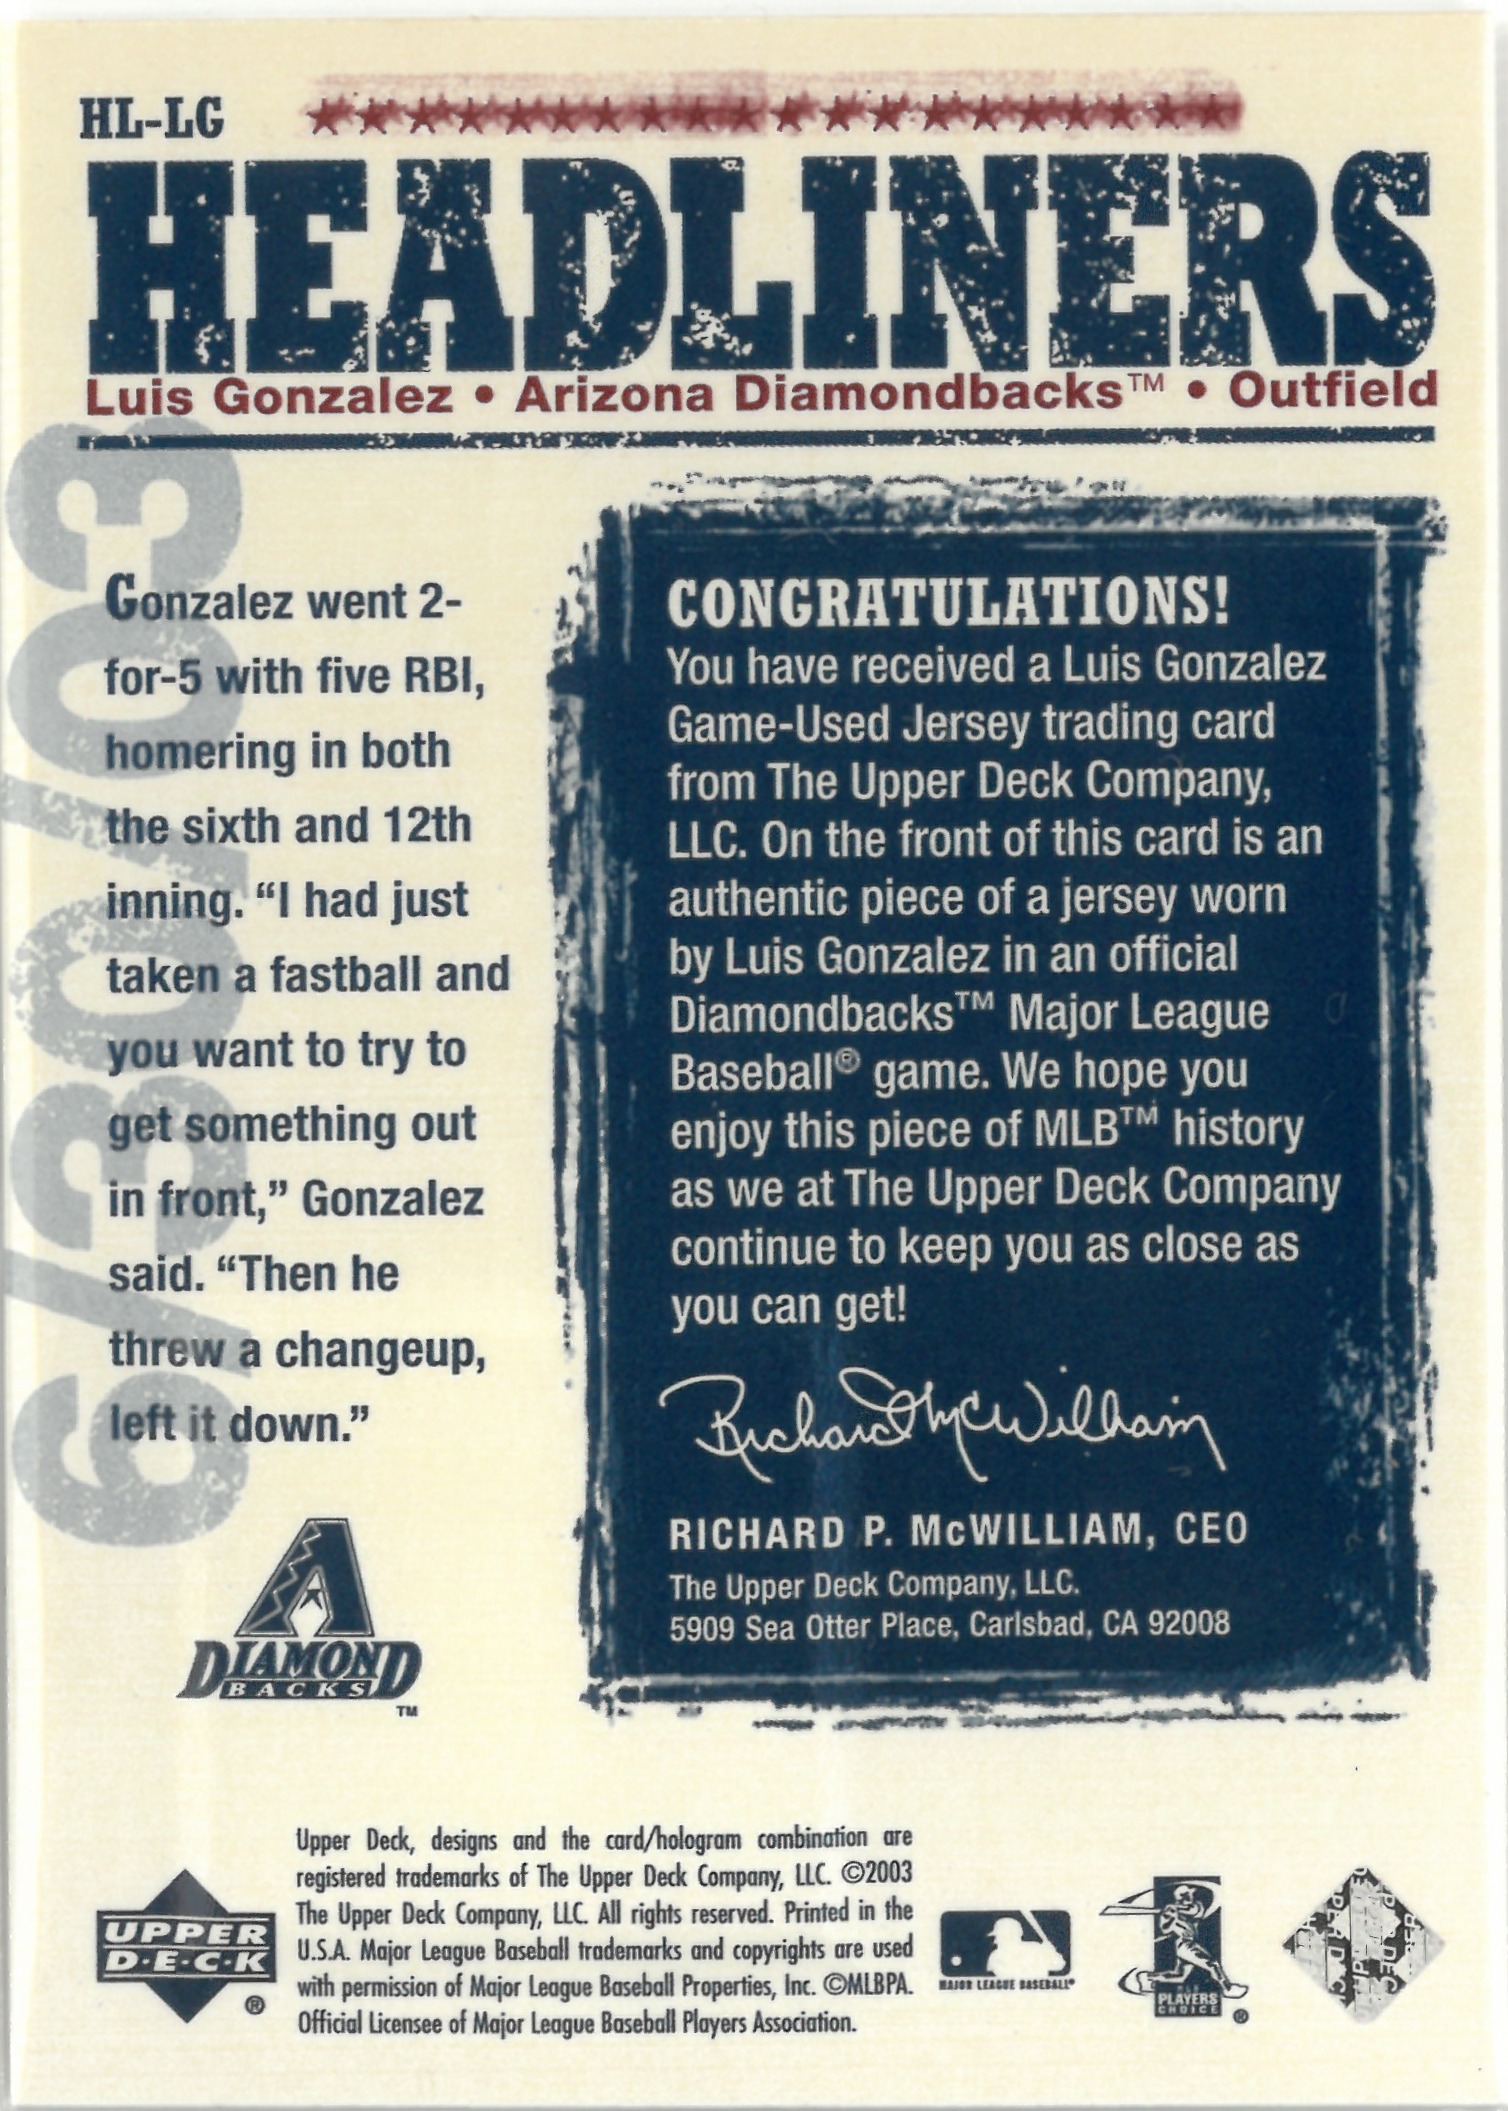 HL-LG
HEADLINERS
Luis Gonzalez • Arizona Diamondbacks™ • Outfield
6/30/03
Gonzalez went 2-
for-5 with five RBI,
homering in both
the sixth and 12th
inning. “I had just
taken a fastball and
you want to try to
get something out
in front,” Gonzalez
said. “Then he
threw a changeup,
left it down.”
A
DIAMOND
BACKS
TM
CONGRATULATIONS!
You have received a Luis Gonzalez
Game-Used Jersey trading card
from The Upper Deck Company,
LLC. On the front of this card is an
authentic piece of a jersey worn
by Luis Gonzalez in an official
Diamondbacks™ Major League
Baseball® game. We hope you
enjoy this piece of MLB™ history
as we at The Upper Deck Company
continue to keep you as close as
you can get!
Richard McWilliam
RICHARD P. McWILLIAM, CEO
The Upper Deck Company, LLC.
5909 Sea Otter Place, Carlsbad, CA 92008
UPPER
D·E·C·K
®
Upper Deck, designs and the card/hologram combination are
registered trademarks of The Upper Deck Company, LLC. ©2003
The Upper Deck Company, LLC. All rights reserved. Printed in the
U.S.A. Major League Baseball trademarks and copyrights are used
with permission of Major League Baseball Properties, Inc. ©MLBPA.
Official Licensee of Major League Baseball Players Association.
MAJOR LEAGUE BASEBALL®
PLAYERS
CHOICE
®